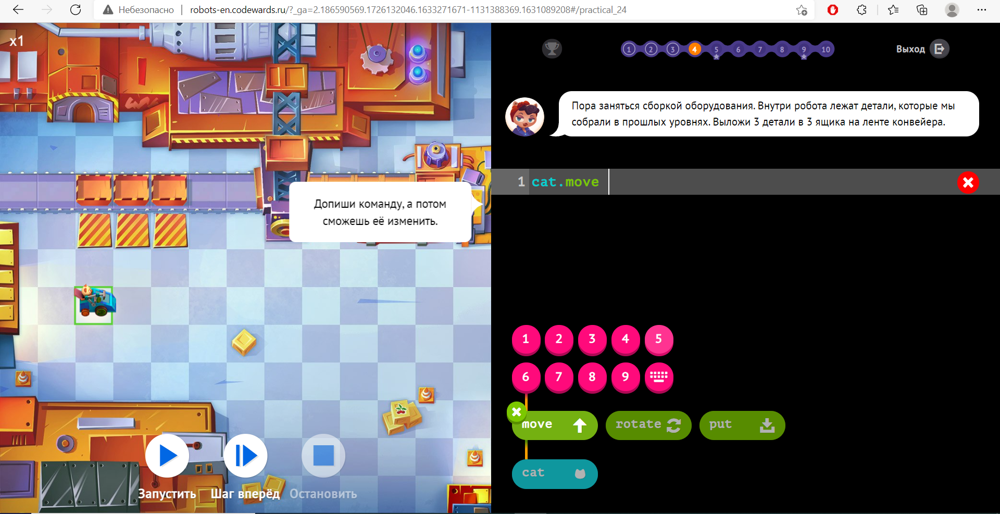 Небезопасно
robots-en.codewards.ru/?_ga=2.186590569.1726132046.1633271671-1131388369.1631089208#/practical_24
x1
1 2 3 4 5 6 7 8 9 10
Выход
Пора заняться сборкой оборудования. Внутри робота лежат детали, которые мы
собрали в прошлых уровнях. Выложи 3 детали в 3 ящика на ленте конвейера.
1 cat.move
Допиши команду, а потом
сможешь её изменить.
1 2 3 4 5
6 7 8 9
move rotate put
cat
Запустить Шаг вперёд Остановить